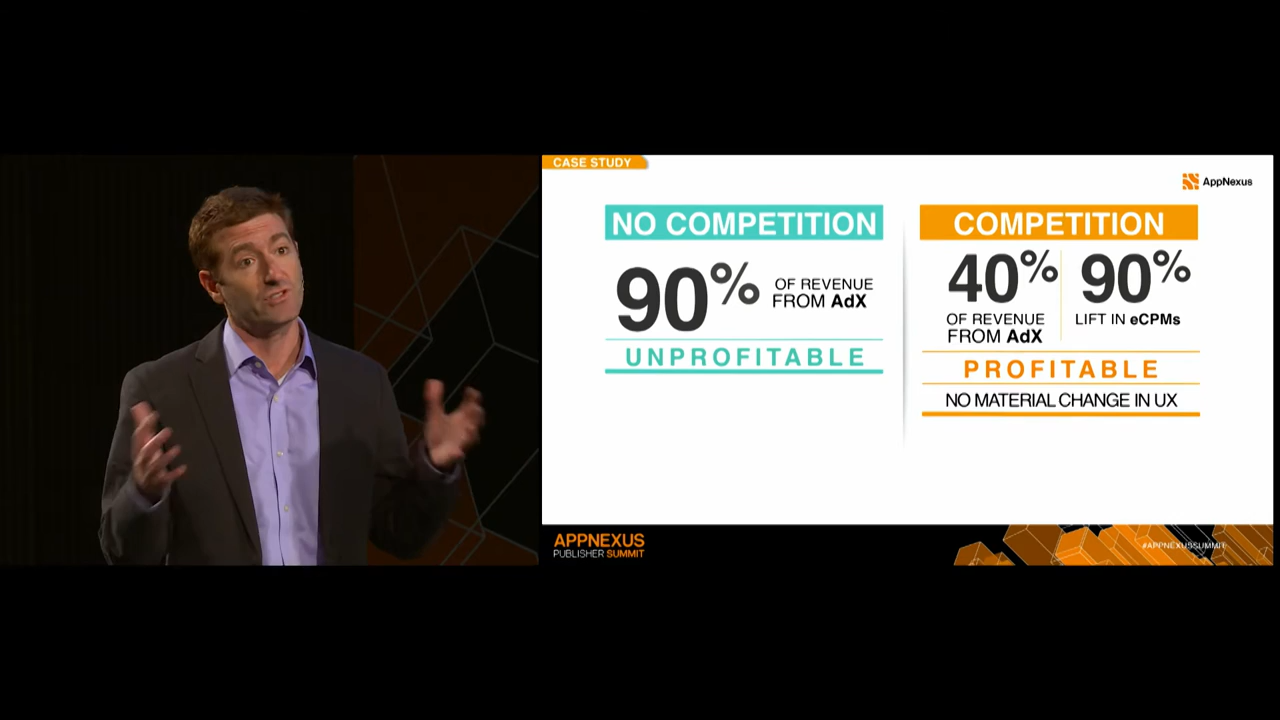 CASE STUDY
AppNexus
NO COMPETITION
90% OF REVENUE
FROM AdX
UNPROFITABLE
COMPETITION
40% 90%
OF REVENUE
FROM AdX
LIFT IN eCPMs
PROFITABLE
NO MATERIAL CHANGE IN UX
APPNEXUS
PUBLISHER SUMMIT
#APPNEXUSSUMMIT